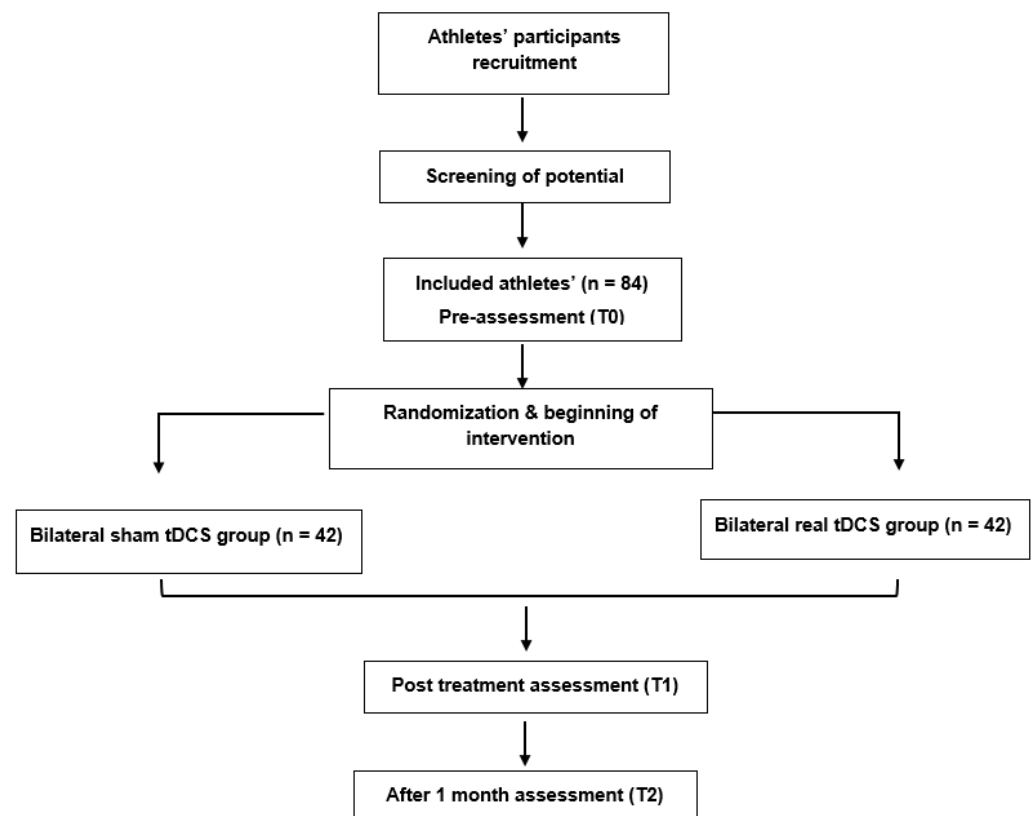 Athletes’ participants
recruitment
Screening of potential
Included athletes’ (n = 84)
Pre-assessment (T0)
Randomization & beginning of
intervention
Bilateral sham tDCS group (n = 42)
Bilateral real tDCS group (n = 42)
Post treatment assessment (T1)
After 1 month assessment (T2)